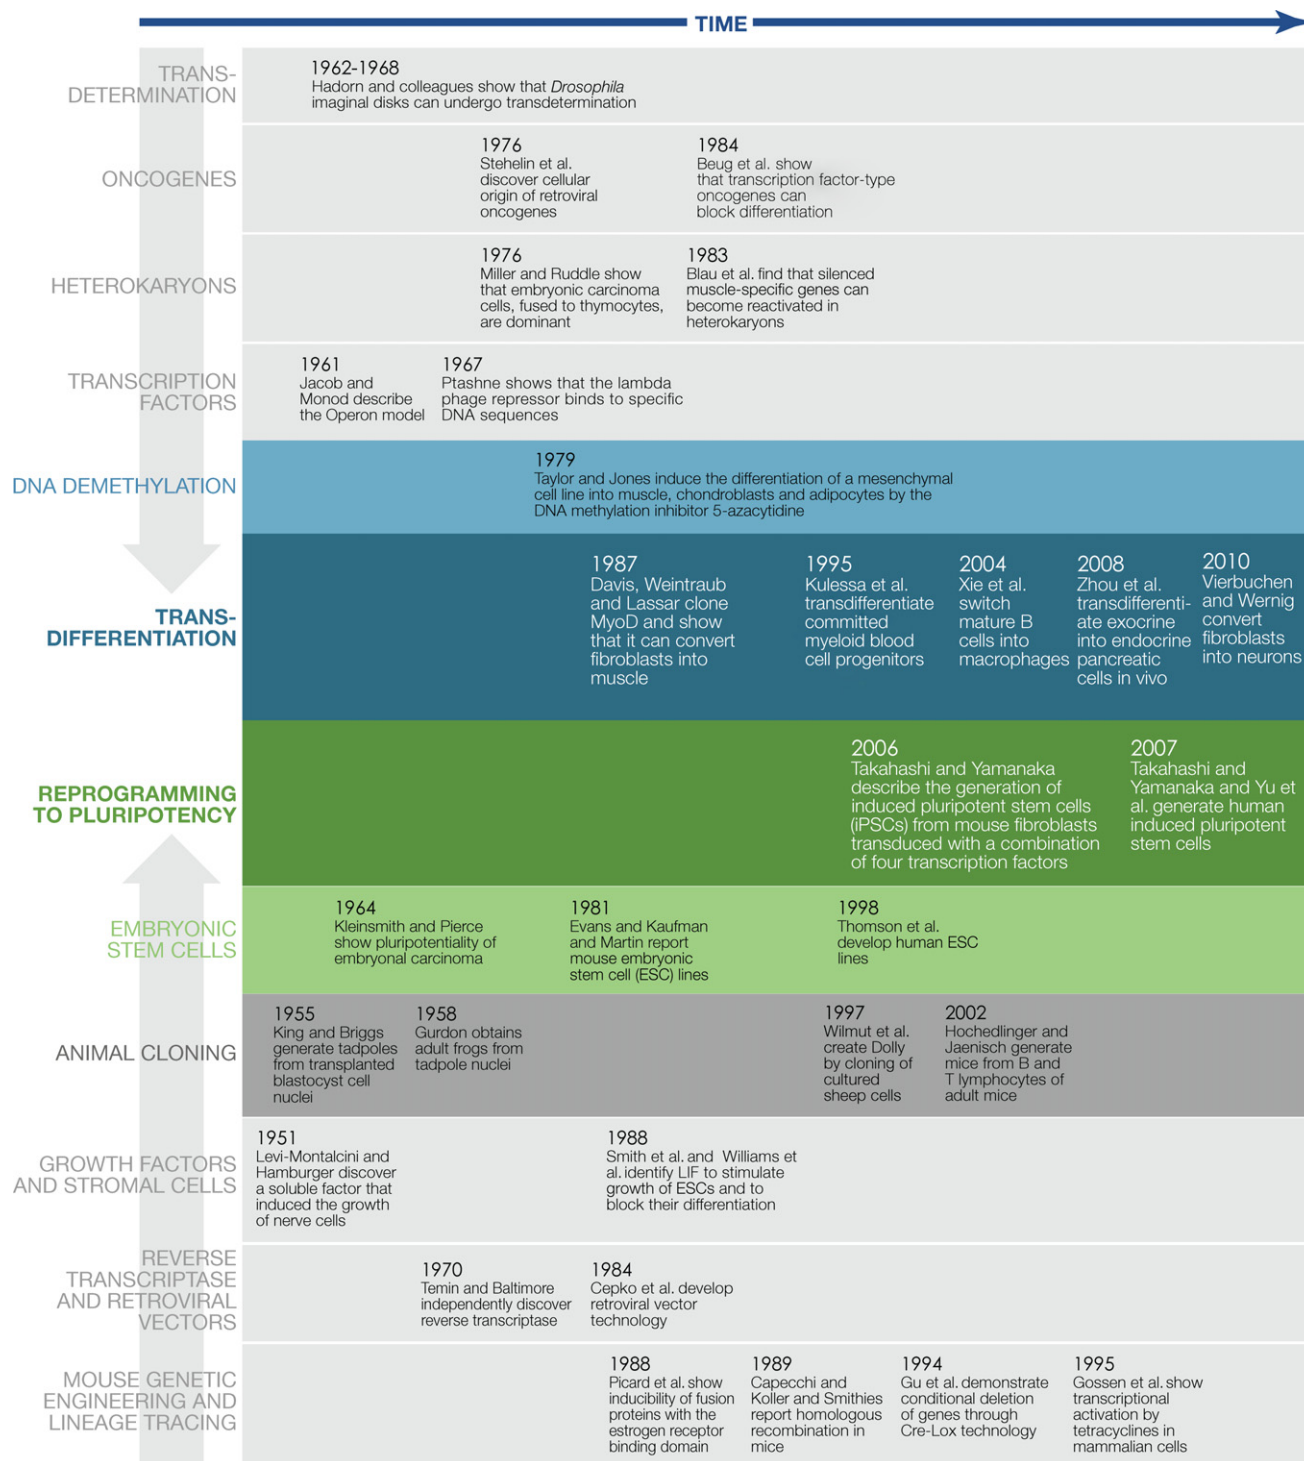 TIME
TRANS-
DETERMINATION
1962-1968
Hadorn and colleagues show that Drosophila
imaginal disks can undergo transdetermination
ONCOGENES
1976
Stehelin et al.
discover cellular
origin of retroviral
oncogenes
1984
Beug et al. show
that transcription factor-type
oncogenes can
block differentiation
HETEROKARYONS
1976
Miller and Ruddle show
that embryonic carcinoma
cells, fused to thymocytes,
are dominant
1983
Blau et al. find that silenced
muscle-specific genes can
become reactivated in
heterokaryons
TRANSCRIPTION
FACTORS
1961
Jacob and
Monod describe
the Operon model
1967
Ptashne shows that the lambda
phage repressor binds to specific
DNA sequences
DNA DEMETHYLATION
1979
Taylor and Jones induce the differentiation of a mesenchymal
cell line into muscle, chondroblasts and adipocytes by the
DNA methylation inhibitor 5-azacytidine
TRANS-
DIFFERENTIATION
1987
Davis, Weintraub
and Lassar clone
MyoD and show
that it can convert
fibroblasts into
muscle
1995
Kulessa et al.
transdifferentiate
committed
myeloid blood
cell progenitors
2004
Xie et al.
switch
mature B
cells into
macrophages
2008
Zhou et al.
transdifferenti-
ate exocrine
into endocrine
pancreatic
cells in vivo
2010
Vierbuchen
and Wernig
convert
fibroblasts
into neurons
REPROGRAMMING
TO PLURIPOTENCY
2006
Takahashi and Yamanaka
describe the generation of
induced pluripotent stem cells
(iPSCs) from mouse fibroblasts
transduced with a combination
of four transcription factors
2007
Takahashi and
Yamanaka and Yu et
al. generate human
induced pluripotent
stem cells
EMBRYONIC
STEM CELLS
1964
Kleinsmith and Pierce
show pluripotentiality of
embryonal carcinoma
1981
Evans and Kaufman
and Martin report
mouse embryonic
stem cell (ESC) lines
1998
Thomson et al.
develop human ESC
lines
ANIMAL CLONING
1955
King and Briggs
generate tadpoles
from transplanted
blastocyst cell
nuclei
1958
Gurdon obtains
adult frogs from
tadpole nuclei
1997
Wilmut et al.
create Dolly
by cloning of
cultured
sheep cells
2002
Hochedlinger and
Jaenisch generate
mice from B and
T lymphocytes of
adult mice
GROWTH FACTORS
AND STROMAL CELLS
1951
Levi-Montalcini and
Hamburger discover
a soluble factor that
induced the growth
of nerve cells
1988
Smith et al. and Williams et
al. identify LIF to stimulate
growth of ESCs and to
block their differentiation
REVERSE
TRANSCRIPTASE
AND RETROVIRAL
VECTORS
1970
Temin and Baltimore
independently discover
reverse transcriptase
1984
Cepko et al. develop
retroviral vector
technology
MOUSE GENETIC
ENGINEERING AND
LINEAGE TRACING
1988
Picard et al. show
inducibility of fusion
proteins with the
estrogen receptor
binding domain
1989
Capecchi and
Koller and Smithies
report homologous
recombination in
mice
1994
Gu et al. demonstrate
conditional deletion
of genes through
Cre-Lox technology
1995
Gossen et al. show
transcriptional
activation by
tetracyclines in
mammalian cells